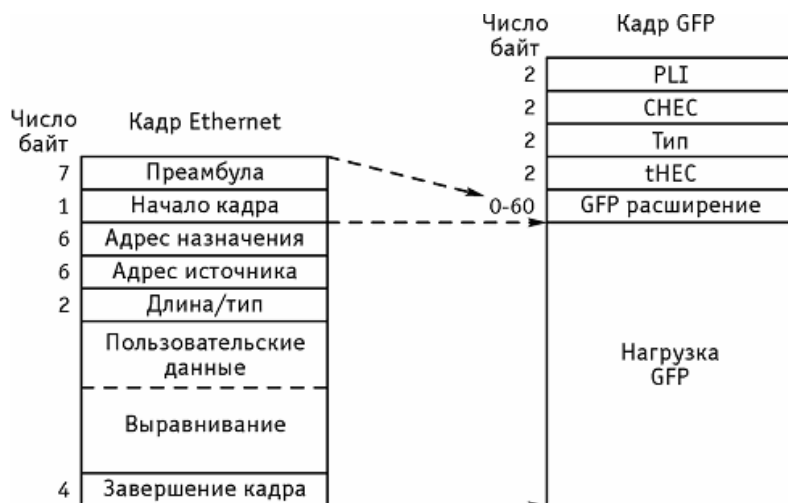 Число
байт
Кадр GFP
2
PLI
2
CHEC
2
Тип
2
tHEC
0-60
GFP расширение
Нагрузка
GFP
Число
байт
Кадр Ethernet
7
Преамбула
1
Начало кадра
6
Адрес назначения
6
Адрес источника
2
Длина/тип
Пользовательские
данные
Выравнивание
4
Завершение кадра